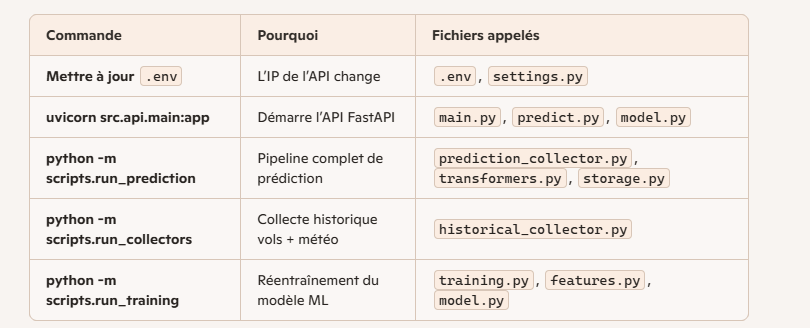 Commande Pourquoi Fichiers appelés
Mettre à jour .env L’IP de l’API change .env, settings.py
uvicorn src.api.main:app Démarre l’API FastAPI main.py, predict.py, model.py
python -m Pipeline complet de prediction_collector.py,
scripts.run_prediction prédiction transformers.py, storage.py
python -m Collecte historique
scripts.run_collectors vols + météo historical_collector.py
python -m Réentraînement du training.py, features.py,
scripts.run_training modèle ML model.py